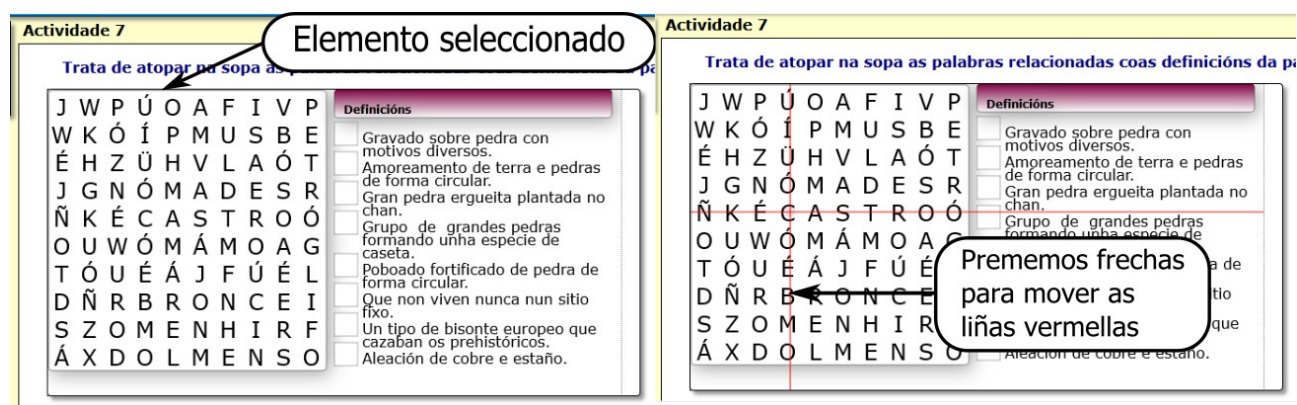 Actividade 7
Elemento seleccionado
Trata de atopar na sopa as
J W P Ú O A F I V P
W K Ó Í P M U S B E
É H Z Ü H V L A Ó T
J G N Ó M A D E S R
Ñ K É C A S T R O Ó
O U W Ó M Á M O A G
T Ó U É Á J F Ú É L
D Ñ R B R O N C E I
S Z O M E N H I R F
Á X D O L M E N S O
Definicións
Gravado sobre pedra con
motivos diversos.
Amoreamento de terra e pedras
de forma circular.
Gran pedra ergueita plantada no
chan.
Grupo de grandes pedras
formando unha especie de
caseta.
Poboado fortificado de pedra de
forma circular.
Que non viven nunca nun sitio
fixo.
Un tipo de bisonte europeo que
cazaban os prehistóricos.
Aleación de cobre e estaño.
Actividade 7
Trata de atopar na sopa as palabras relacionadas coas definicións da
J W P Ú O A F I V P
W K Ó Í P M U S B E
É H Z Ü H V L A Ó T
J G N Ó M A D E S R
Ñ K É C A S T R O Ó
O U W Ó M Á M O A G
T Ó U É Á J F Ú É
D Ñ R B R O N C E
S Z O M E N H I R
Á X D O L M E N S O
Definicións
Gravado sobre pedra con
motivos diversos.
Amoreamento de terra e pedras
de forma circular.
Gran pedra ergueita plantada no
chan.
Grupo de grandes pedras
formando unha especie de
de
que
Aleación de cobre e estaño.
Prememos frechas
para mover as
liñas vermellas